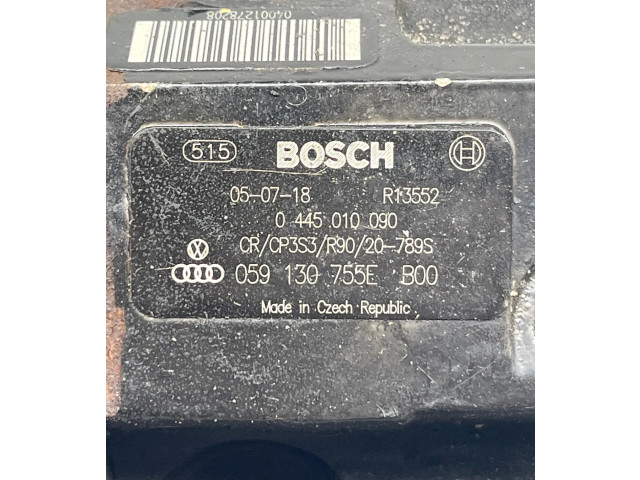 04001278208
515 BOSCH
05-07-18 R13552
0 445 010 090
CR/CP3S3/R90/20-789S
059 130 755E B00
Made in Czech Republic